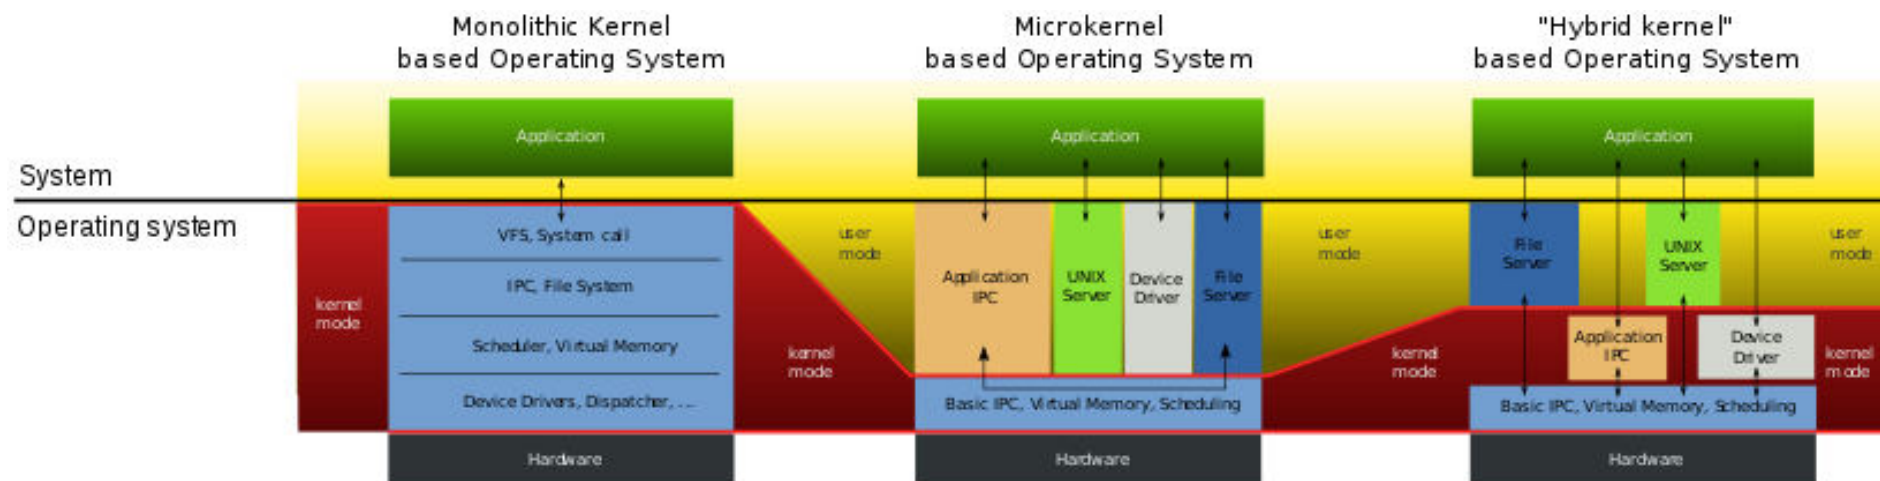 Monolithic Kernel
based Operating System
Microkernel
based Operating System
"Hybrid kernel"
based Operating System
Application
Application
Application
System
Operating system
VFS, System call
IPC, File System
Scheduler, Virtual Memory
Device Drivers, Dispatcher, ...
kernel
mode
user
mode
kernel
mode
Application
IPC
UNIX
Server
Device
Driver
File
Server
Basic IPC, Virtual Memory, Scheduling
user
mode
kernel
mode
File
Server
UNIX
Server
user
mode
Application
IPC
Device
Driver
kernel
mode
Basic IPC, Virtual Memory, Scheduling
Hardware
Hardware
Hardware